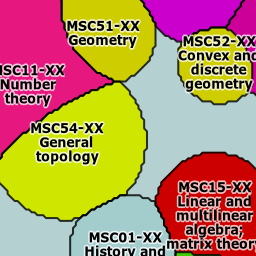 MSC51-XX
Geometry
MSC52-XX
Convex and
discrete
geometry
MSC11-XX
Number
theory
MSC54-XX
General
topology
MSC15-XX
Linear and
multilinear
algebra;
matrix theory
MSC01-XX
History and